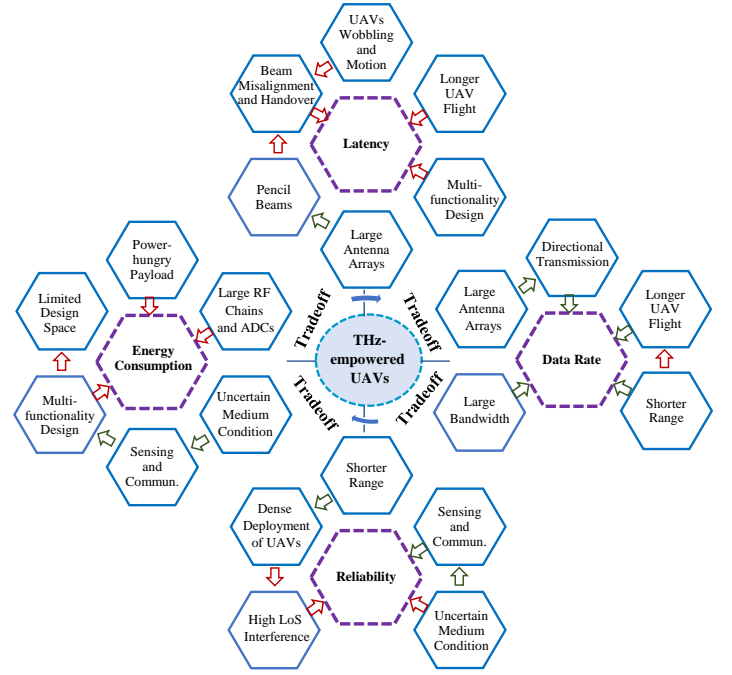 UAVs
Wobbling
and
Motion
Beam
Misalignment
and Handover
Longer
UAV
Flight
Latency
Pencil
Beams
Multi-
functionality
Design
Large
Antenna
Arrays
Power-
hungry
Payload
Limited
Design
Space
Large RF
Chains
and ADCs
Energy
Consumption
Multi-
functionality
Design
Uncertain
Medium
Condition
Sensing
and
Commun.
Tradeoff
Tradeoff
THz-
empowered
UAVs
Tradeoff
Tradeoff
Directional
Transmission
Large
Antenna
Arrays
Longer
UAV
Flight
Data Rate
Large
Bandwidth
Shorter
Range
Shorter
Range
Dense
Deployment
of UAVs
Sensing
and
Commun.
Reliability
High LoS
Interference
Uncertain
Medium
Condition